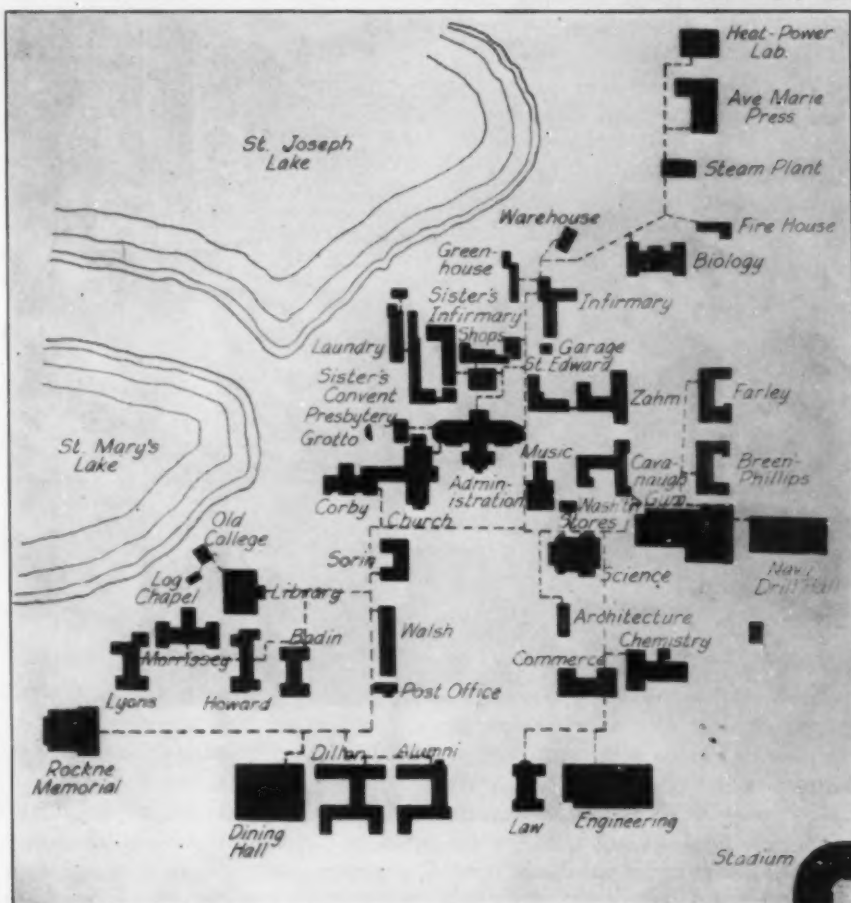 Heat-Power
Lab.
Ave Marie
Press
St. Joseph
Lake
Steam Plant
Warehouse
Fire House
Green-
house
Biology
Sister's
Infirmary
Infirmary
Shops
Laundry
Garage
St. Edward
Sister's
Convent
Zahm
Farley
Presbytery
Grotto
St. Mary's
Lake
Music
Cava-
naugh
Breen-
Phillips
Admin-
istration
Corby
Church
Wash'tn
Gym
Stores
Old
College
Sorin
Science
Navy
Drill Hall
Log
Chapel
Library
Architecture
Badin
Walsh
Chemistry
Morrissey
Commerce
Lyons
Howard
Post Office
Dillon
Alumni
Rockne
Memorial
Dining
Hall
Law
Engineering
Stadium